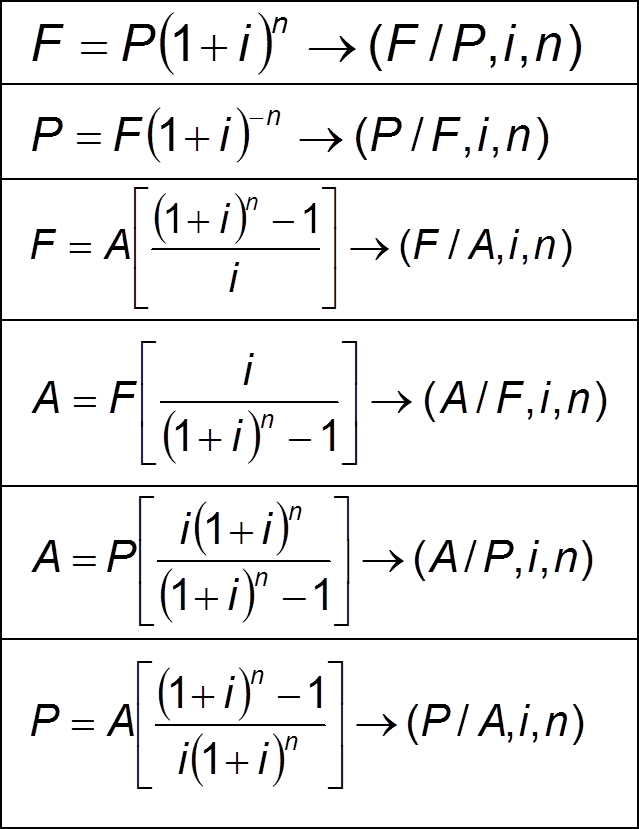 F = P(1+i)^n → (F/P,i,n)
P = F(1+i)^{-n} → (P/F,i,n)
F = A[((1+i)^n − 1)/i] → (F/A,i,n)
A = F[i/((1+i)^n − 1)] → (A/F,i,n)
A = P[i(1+i)^n/((1+i)^n − 1)] → (A/P,i,n)
P = A[((1+i)^n − 1)/(i(1+i)^n)] → (P/A,i,n)